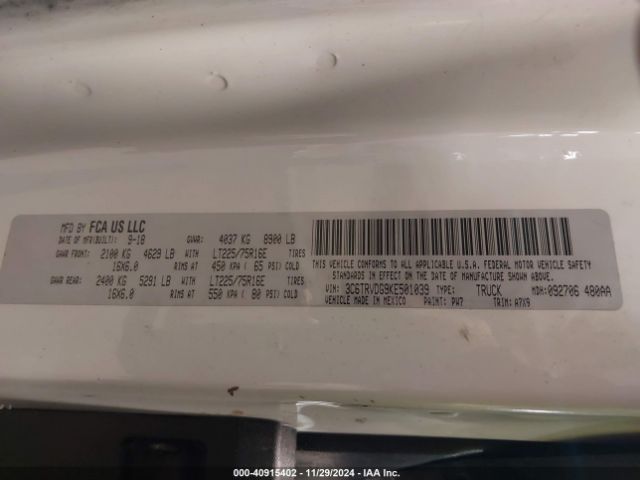 MFD BY FCA US LLC
DATE OF MFR(BUILT): 9-18 GVWR: 4037 KG 8900 LB
GAWR FRONT: 2100 KG 4629 LB WITH LT225/75R16E TIRES
16X6.0 RIMS AT 450 KPA ( 65 PSI) COLD
GAWR REAR: 2400 KG 5291 LB WITH LT225/75R16E TIRES
16X6.0 RIMS AT 550 KPA ( 80 PSI) COLD
THIS VEHICLE CONFORMS TO ALL APPLICABLE U.S.A. FEDERAL MOTOR VEHICLE SAFETY
STANDARDS IN EFFECT ON THE DATE OF MANUFACTURE SHOWN ABOVE.
VIN: 3C6TRVDG9KE501039 TYPE: TRUCK MDH: 092706 480AA
VEHICLE MADE IN MEXICO PAINT: PW7 TRIM: A7X9
000-40915402 - 11/29/2024 - IAA Inc.